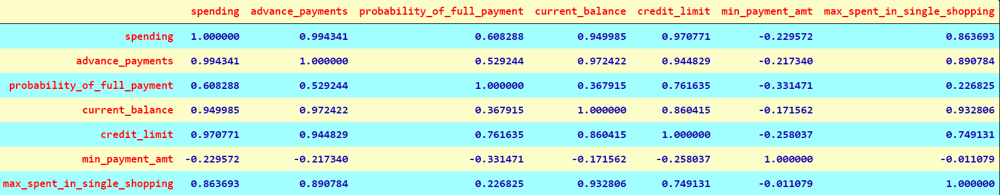 spending advance_payments probability_of_full_payment current_balance credit_limit min_payment_amt max_spent_in_single_shopping
spending 1.000000 0.994341 0.608288 0.949985 0.970771 -0.229572 0.863693
advance_payments 0.994341 1.000000 0.529244 0.972422 0.944829 -0.217340 0.890784
probability_of_full_payment 0.608288 0.529244 1.000000 0.367915 0.761635 -0.331471 0.226825
current_balance 0.949985 0.972422 0.367915 1.000000 0.860415 -0.171562 0.932806
credit_limit 0.970771 0.944829 0.761635 0.860415 1.000000 -0.258037 0.749131
min_payment_amt -0.229572 -0.217340 -0.331471 -0.171562 -0.258037 1.000000 -0.011079
max_spent_in_single_shopping 0.863693 0.890784 0.226825 0.932806 0.749131 -0.011079 1.000000